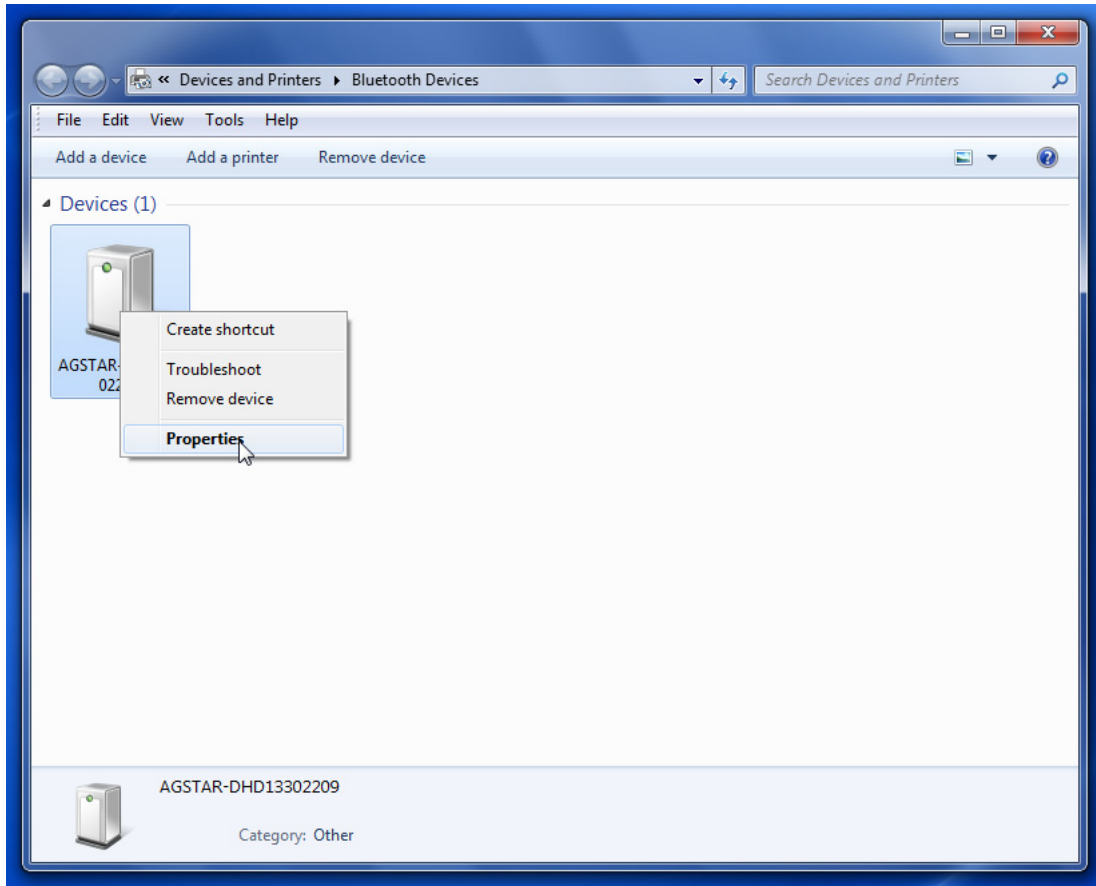 « Devices and Printers ▸ Bluetooth Devices
Search Devices and Printers
File Edit View Tools Help
Add a device Add a printer Remove device
Devices (1)
AGSTAR-
022
Create shortcut
Troubleshoot
Remove device
Properties
AGSTAR-DHD13302209
Category: Other